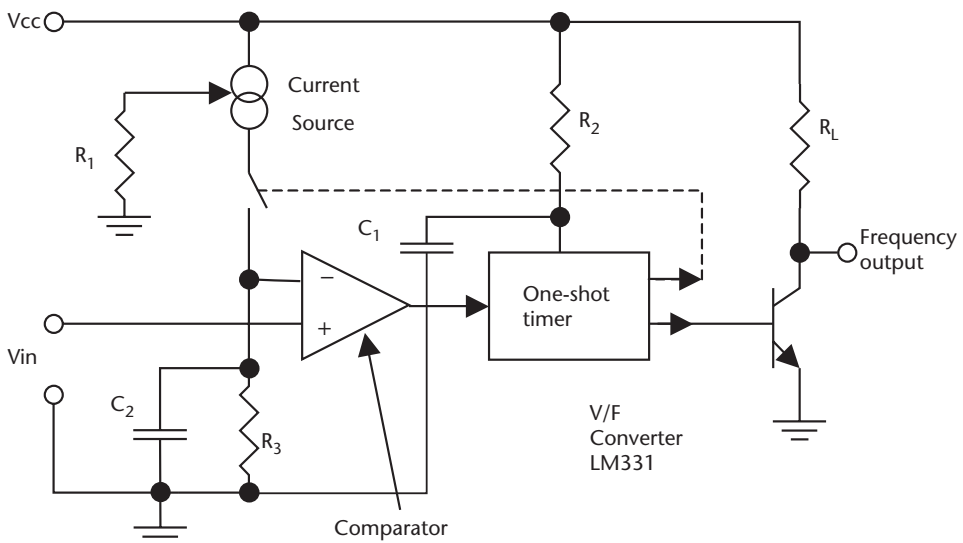 Vcc
Current
Source
R1
R2
RL
C1
Frequency
output
−
+
One-shot
timer
Vin
C2
R3
V/F
Converter
LM331
Comparator